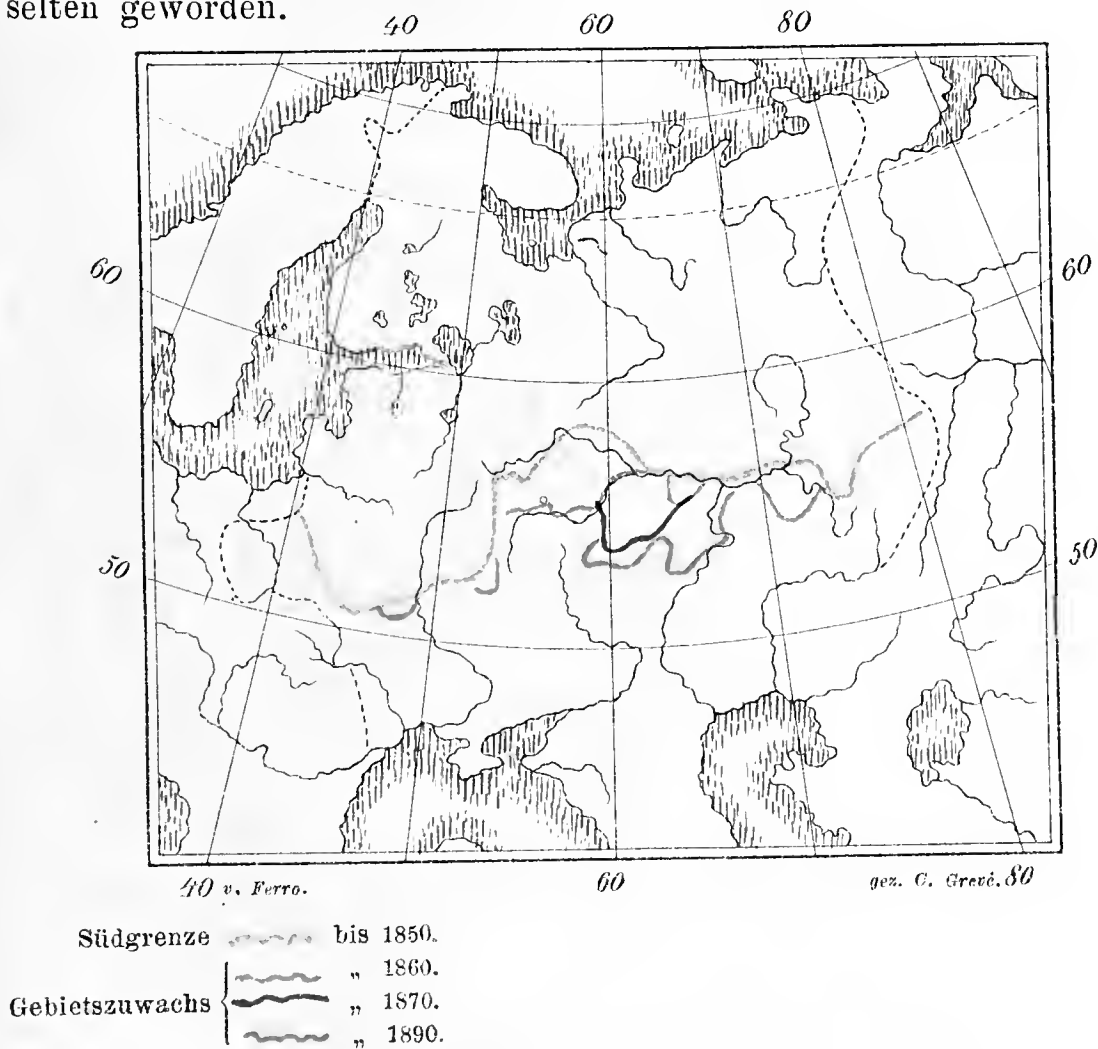 selten geworden.
40 60 80
60 60
50 50
40 v. Ferro. 60 gez. C. Grevé. 80
Südgrenze bis 1850.
„ 1860.
Gebietszuwachs „ 1870.
„ 1890.